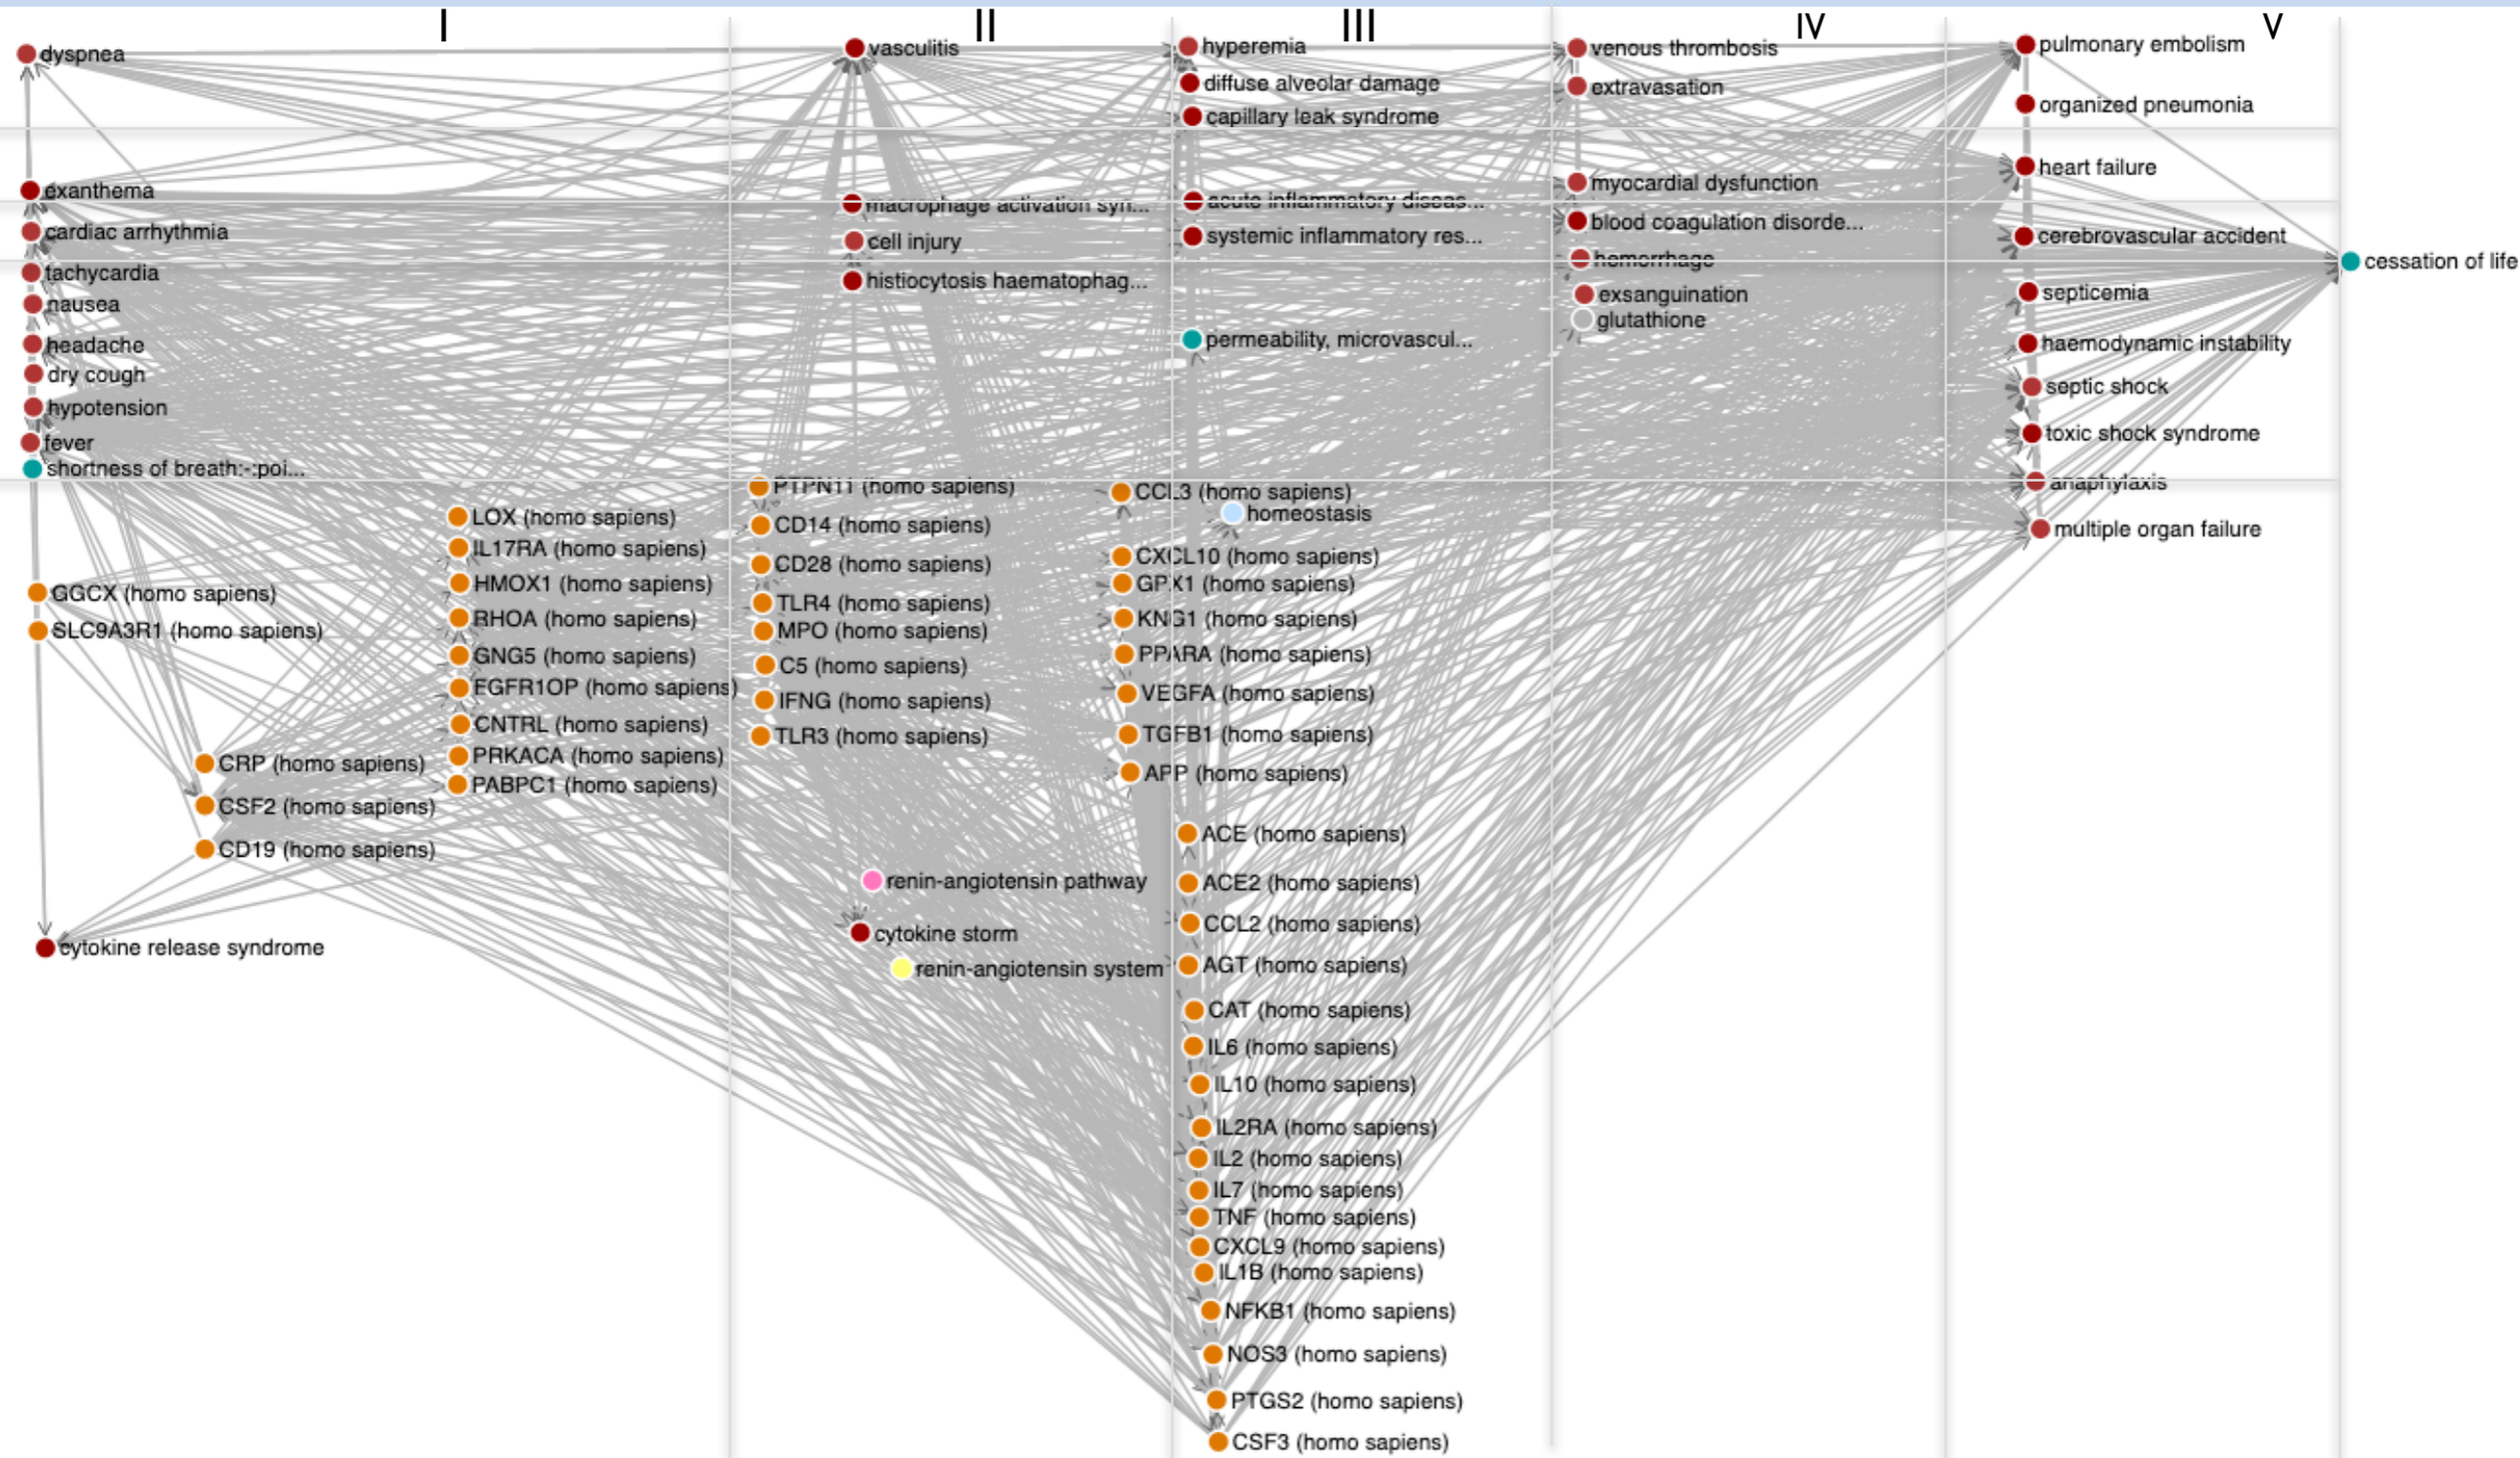 I
II
III
IV
V
dyspnea
exanthema
cardiac arrhythmia
tachycardia
nausea
headache
dry cough
hypotension
fever
shortness of breath:-:poi...
GGCX (homo sapiens)
SLC9A3R1 (homo sapiens)
CRP (homo sapiens)
CSF2 (homo sapiens)
CD19 (homo sapiens)
cytokine release syndrome
LOX (homo sapiens)
IL17RA (homo sapiens)
HMOX1 (homo sapiens)
RHOA (homo sapiens)
GNG5 (homo sapiens)
EGFR1OP (homo sapiens)
CNTRL (homo sapiens)
PRKACA (homo sapiens)
PABPC1 (homo sapiens)
vasculitis
macrophage activation syn...
cell injury
histiocytosis haematophag...
PTPN11 (homo sapiens)
CD14 (homo sapiens)
CD28 (homo sapiens)
TLR4 (homo sapiens)
MPO (homo sapiens)
C5 (homo sapiens)
IFNG (homo sapiens)
TLR3 (homo sapiens)
renin-angiotensin pathway
cytokine storm
renin-angiotensin system
hyperemia
diffuse alveolar damage
capillary leak syndrome
acute inflammatory diseas...
systemic inflammatory res...
permeability, microvascul...
CCL3 (homo sapiens)
homeostasis
CXCL10 (homo sapiens)
GPX1 (homo sapiens)
KNG1 (homo sapiens)
PPARA (homo sapiens)
VEGFA (homo sapiens)
TGFB1 (homo sapiens)
APP (homo sapiens)
ACE (homo sapiens)
ACE2 (homo sapiens)
CCL2 (homo sapiens)
AGT (homo sapiens)
CAT (homo sapiens)
IL6 (homo sapiens)
IL10 (homo sapiens)
IL2RA (homo sapiens)
IL2 (homo sapiens)
IL7 (homo sapiens)
TNF (homo sapiens)
CXCL9 (homo sapiens)
IL1B (homo sapiens)
NFKB1 (homo sapiens)
NOS3 (homo sapiens)
PTGS2 (homo sapiens)
CSF3 (homo sapiens)
venous thrombosis
extravasation
myocardial dysfunction
blood coagulation disorde...
hemorrhage
exsanguination
glutathione
pulmonary embolism
organized pneumonia
heart failure
cerebrovascular accident
septicemia
haemodynamic instability
septic shock
toxic shock syndrome
anaphylaxis
multiple organ failure
cessation of life